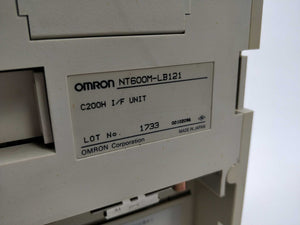 OMRON NT600M-LB121
C200H I/F UNIT
LOT No. 1733
OMRON Corporation MADE IN JAPAN